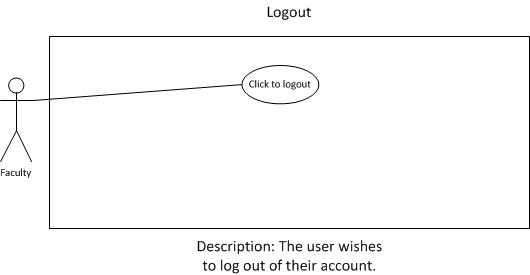 Logout
Click to logout
Faculty
Description: The user wishes
to log out of their account.